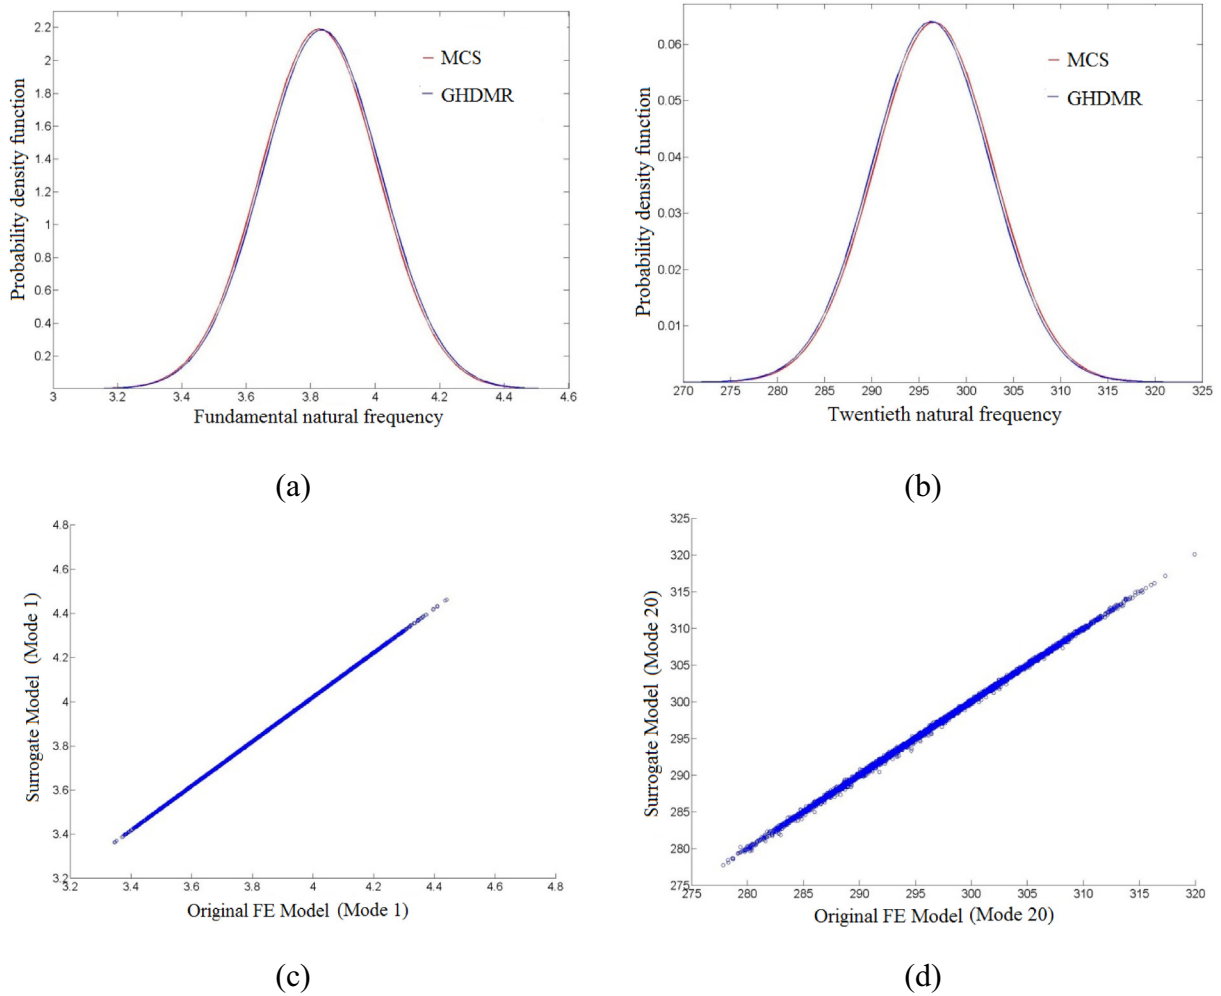 2.2
2
1.8
1.6
1.4
1.2
1
0.8
0.6
0.4
0.2
Probability density function
MCS
GHDMR
3 3.2 3.4 3.6 3.8 4 4.2 4.4 4.6
Fundamental natural frequency
(a)
0.06
0.05
0.04
0.03
0.02
0.01
Probability density function
MCS
GHDMR
270 275 280 285 290 295 300 305 310 315 320 325
Twentieth natural frequency
(b)
4.8
4.6
4.4
4.2
4
3.8
3.6
3.4
3.2
Surrogate Model (Mode 1)
3.2 3.4 3.6 3.8 4 4.2 4.4 4.6 4.8
Original FE Model (Mode 1)
(c)
325
320
315
310
305
300
295
290
285
280
275
Surrogate Model (Mode 20)
275 280 285 290 295 300 305 310 315 320
Original FE Model (Mode 20)
(d)